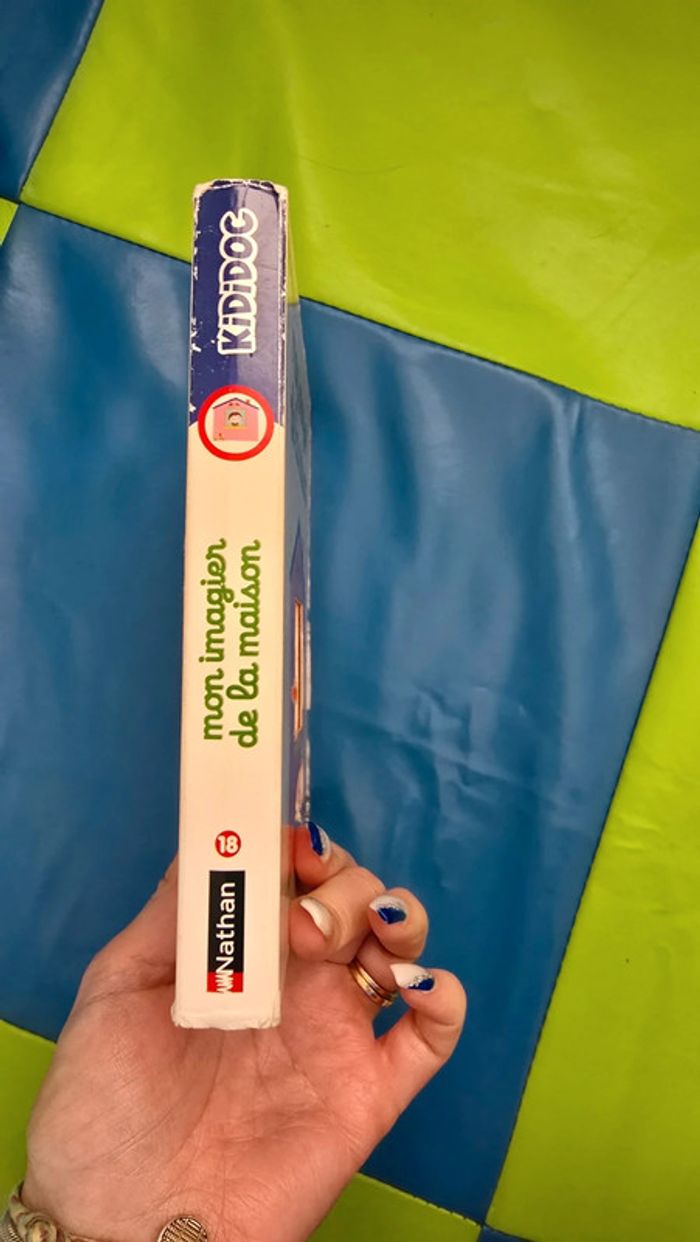 KiDiDOC
mon imagier
de la maison
18
Nathan